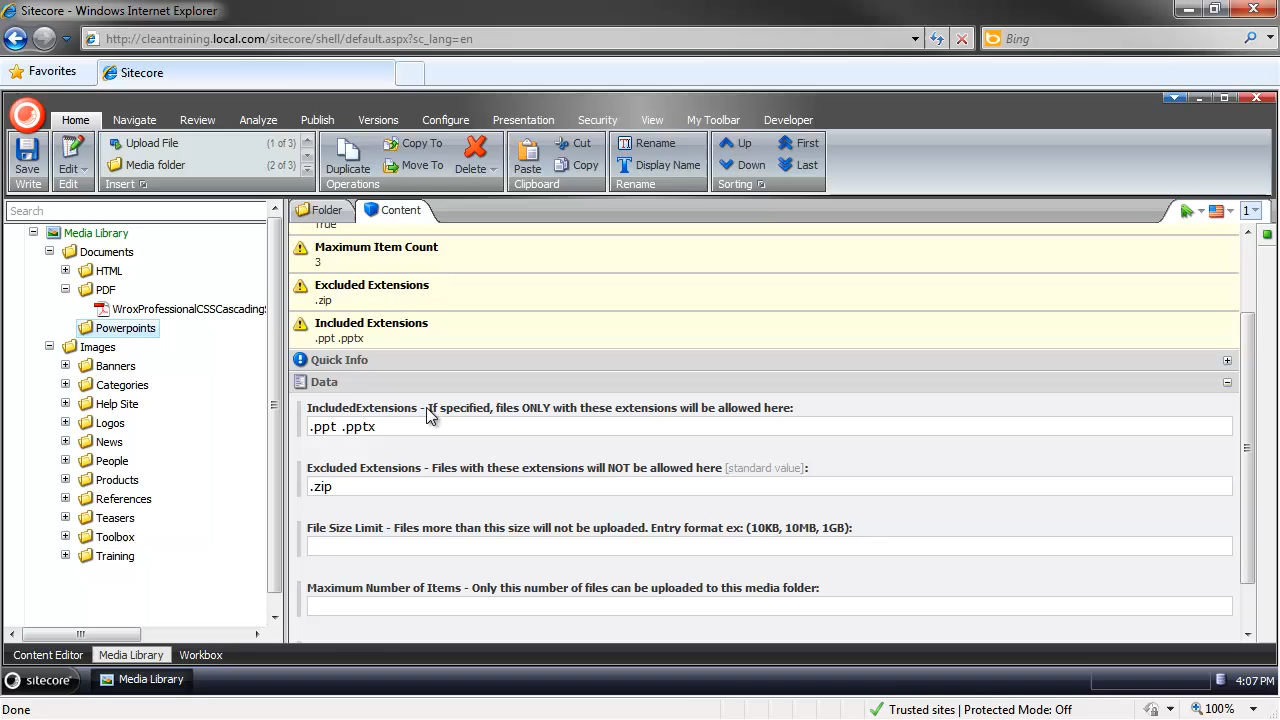 Sitecore - Windows Internet Explorer
http://cleantraining.local.com/sitecore/shell/default.aspx?sc_lang=en
Bing
Favorites
Sitecore
Home Navigate Review Analyze Publish Versions Configure Presentation Security View My Toolbar Developer
Save
Write
Edit
Edit
Upload File (1 of 3)
Media folder (2 of 3)
Insert
Duplicate
Copy To
Move To
Delete
Operations
Paste
Cut
Copy
Clipboard
Rename
Display Name
Rename
Up
First
Down
Last
Sorting
Search
Media Library
Documents
HTML
PDF
WroxProfessionalCSSCascading
Powerpoints
Images
Banners
Categories
Help Site
Logos
News
People
Products
References
Teasers
Toolbox
Training
Folder
Content
1
True
Maximum Item Count
3
Excluded Extensions
.zip
Included Extensions
.ppt .pptx
Quick Info
Data
IncludedExtensions - If specified, files ONLY with these extensions will be allowed here:
.ppt .pptx
Excluded Extensions - Files with these extensions will NOT be allowed here [standard value]:
.zip
File Size Limit - Files more than this size will not be uploaded. Entry format ex: (10KB, 10MB, 1GB):
Maximum Number of Items - Only this number of files can be uploaded to this media folder:
Content Editor Media Library Workbox
sitecore Media Library 4:07 PM
Done Trusted sites | Protected Mode: Off 100%